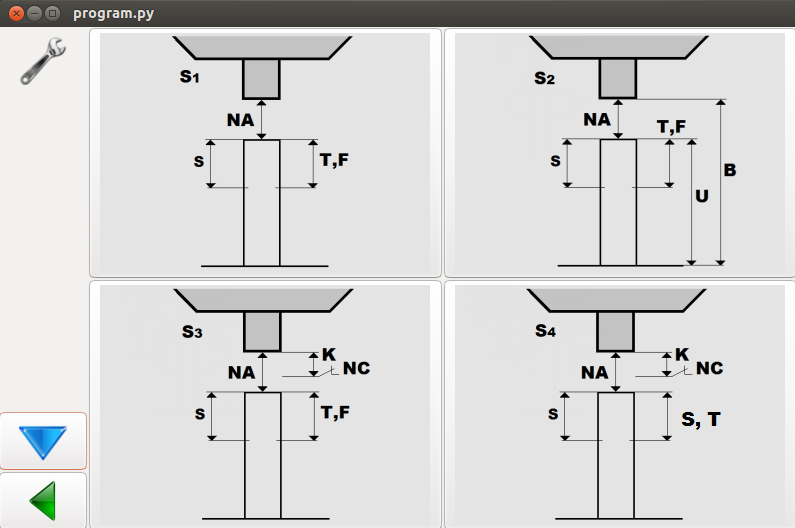 program.py
S1
NA
S
T,F
S2
NA
T,F
S
B
U
S3
K
NA
NC
S
T,F
S4
K
NA
NC
S
S, T